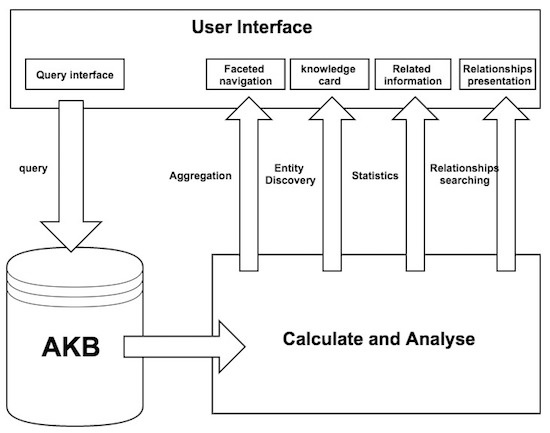 User Interface
Query interface
Faceted
navigation
knowledge
card
Related
information
Relationships
presentation
query
Aggregation
Entity
Discovery
Statistics
Relationships
searching
AKB
Calculate and Analyse